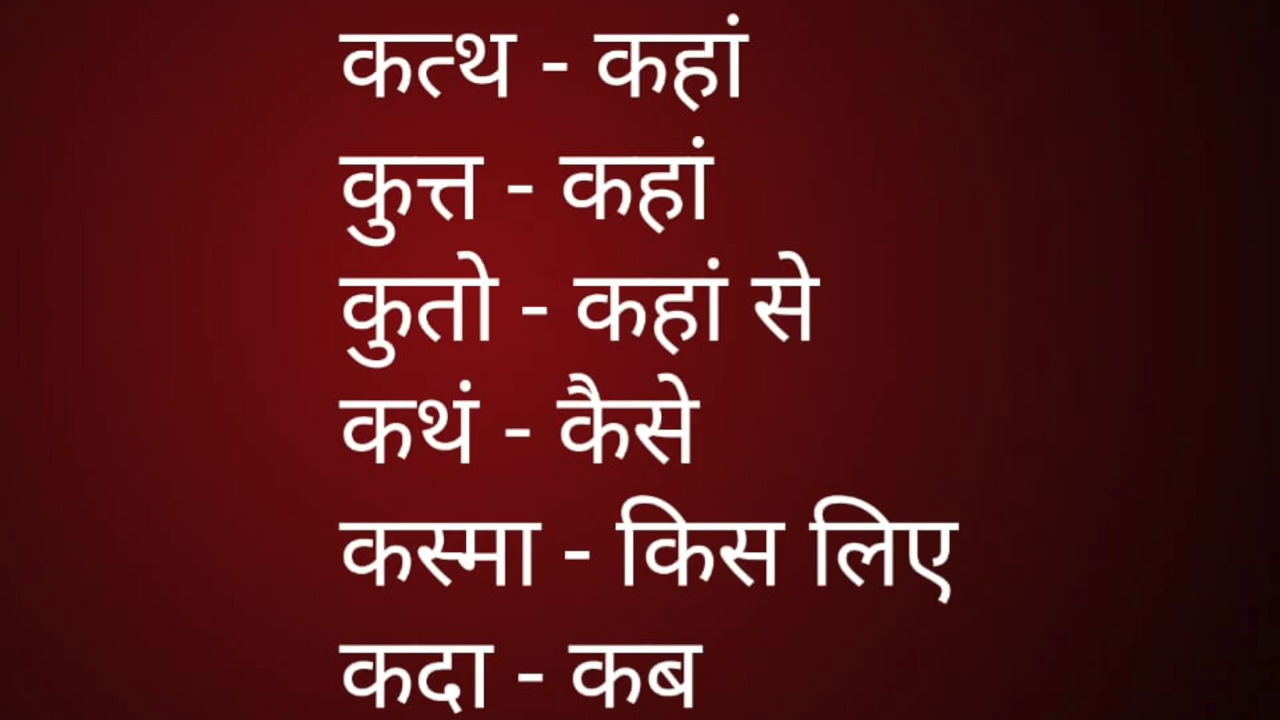 कत्थ - कहां
कुत्त - कहां
कुतो - कहां से
कथं - कैसे
कस्मा - किस लिए
कदा - कब